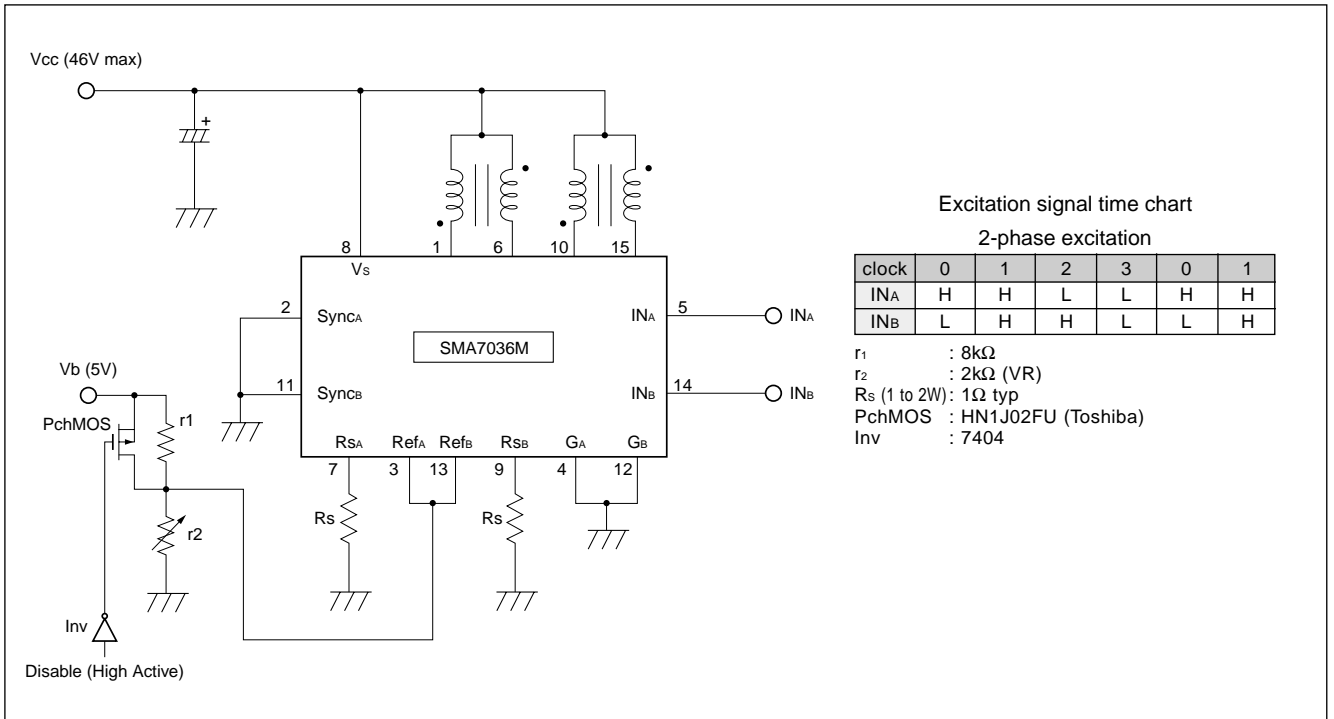 Vcc (46V max)
+
8 1 6 10 15
Vs
2 SyncA
INA 5 INA
SMA7036M
11 SyncB
INB 14 INB
RsA RefA RefB RsB GA GB
7 3 13 9 4 12
Vb (5V)
PchMOS
r1
r2
Rs
Rs
Inv
Disable (High Active)
Excitation signal time chart
2-phase excitation
clock 0 1 2 3 0 1
INA H H L L H H
INB L H H L L H
r1 : 8kΩ
r2 : 2kΩ (VR)
Rs (1 to 2W) : 1Ω typ
PchMOS : HN1J02FU (Toshiba)
Inv : 7404